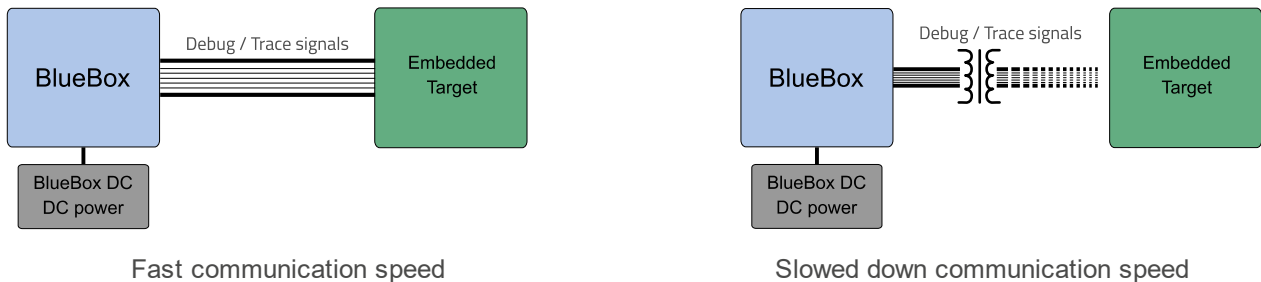 Debug / Trace signals
BlueBox
Embedded
Target
BlueBox DC
DC power
Fast communication speed
Debug / Trace signals
BlueBox
Embedded
Target
BlueBox DC
DC power
Slowed down communication speed